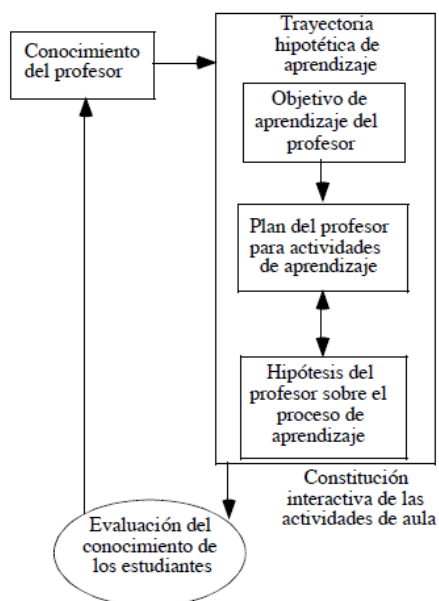 Conocimiento
del profesor
Trayectoria
hipotética de
aprendizaje
Objetivo de
aprendizaje del
profesor
Plan del profesor
para actividades
de aprendizaje
Hipótesis del
profesor sobre el
proceso de
aprendizaje
Constitución
interactiva de las
actividades de aula
Evaluación del
conocimiento de
los estudiantes